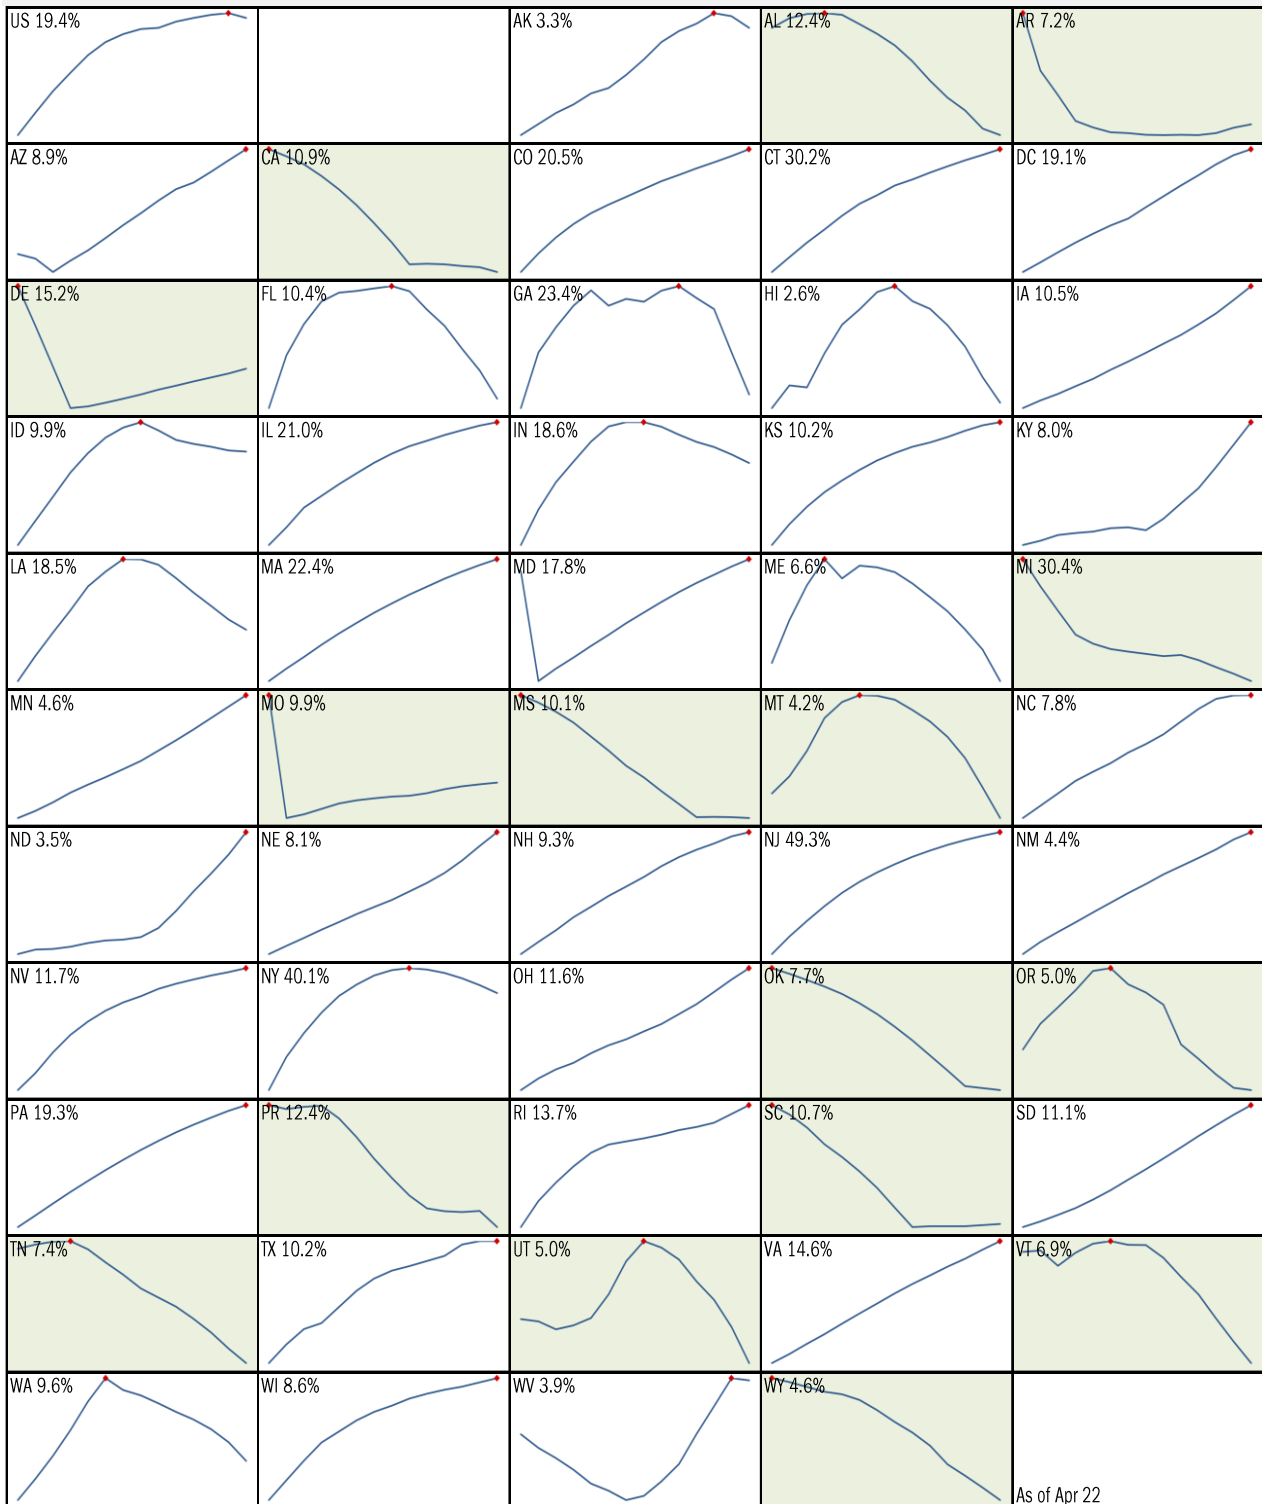 US 19.4%
AK 3.3%
AL 12.4%
AR 7.2%
AZ 8.9%
CA 10.9%
CO 20.5%
CT 30.2%
DC 19.1%
DE 15.2%
FL 10.4%
GA 23.4%
HI 2.6%
IA 10.5%
ID 9.9%
IL 21.0%
IN 18.6%
KS 10.2%
KY 8.0%
LA 18.5%
MA 22.4%
MD 17.8%
ME 6.6%
MI 30.4%
MN 4.6%
MO 9.9%
MS 10.1%
MT 4.2%
NC 7.8%
ND 3.5%
NE 8.1%
NH 9.3%
NJ 49.3%
NM 4.4%
NV 11.7%
NY 40.1%
OH 11.6%
OK 7.7%
OR 5.0%
PA 19.3%
PR 12.4%
RI 13.7%
SC 10.7%
SD 11.1%
TN 7.4%
TX 10.2%
UT 5.0%
VA 14.6%
VT 6.9%
WA 9.6%
WI 8.6%
WV 3.9%
WY 4.6%
As of Apr 22